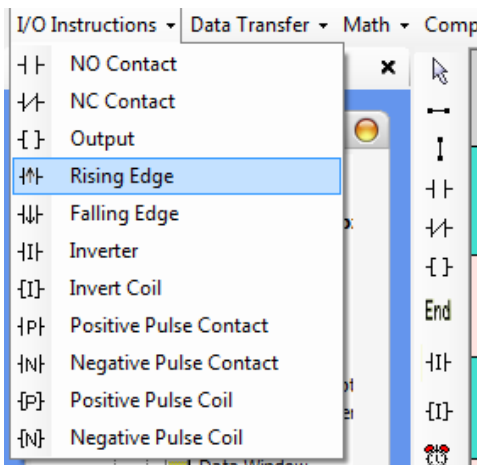 I/O Instructions Data Transfer Math Comp
NO Contact
NC Contact
Output
Rising Edge
Falling Edge
Inverter
Invert Coil
Positive Pulse Contact
Negative Pulse Contact
Positive Pulse Coil
Negative Pulse Coil
End
Data Window